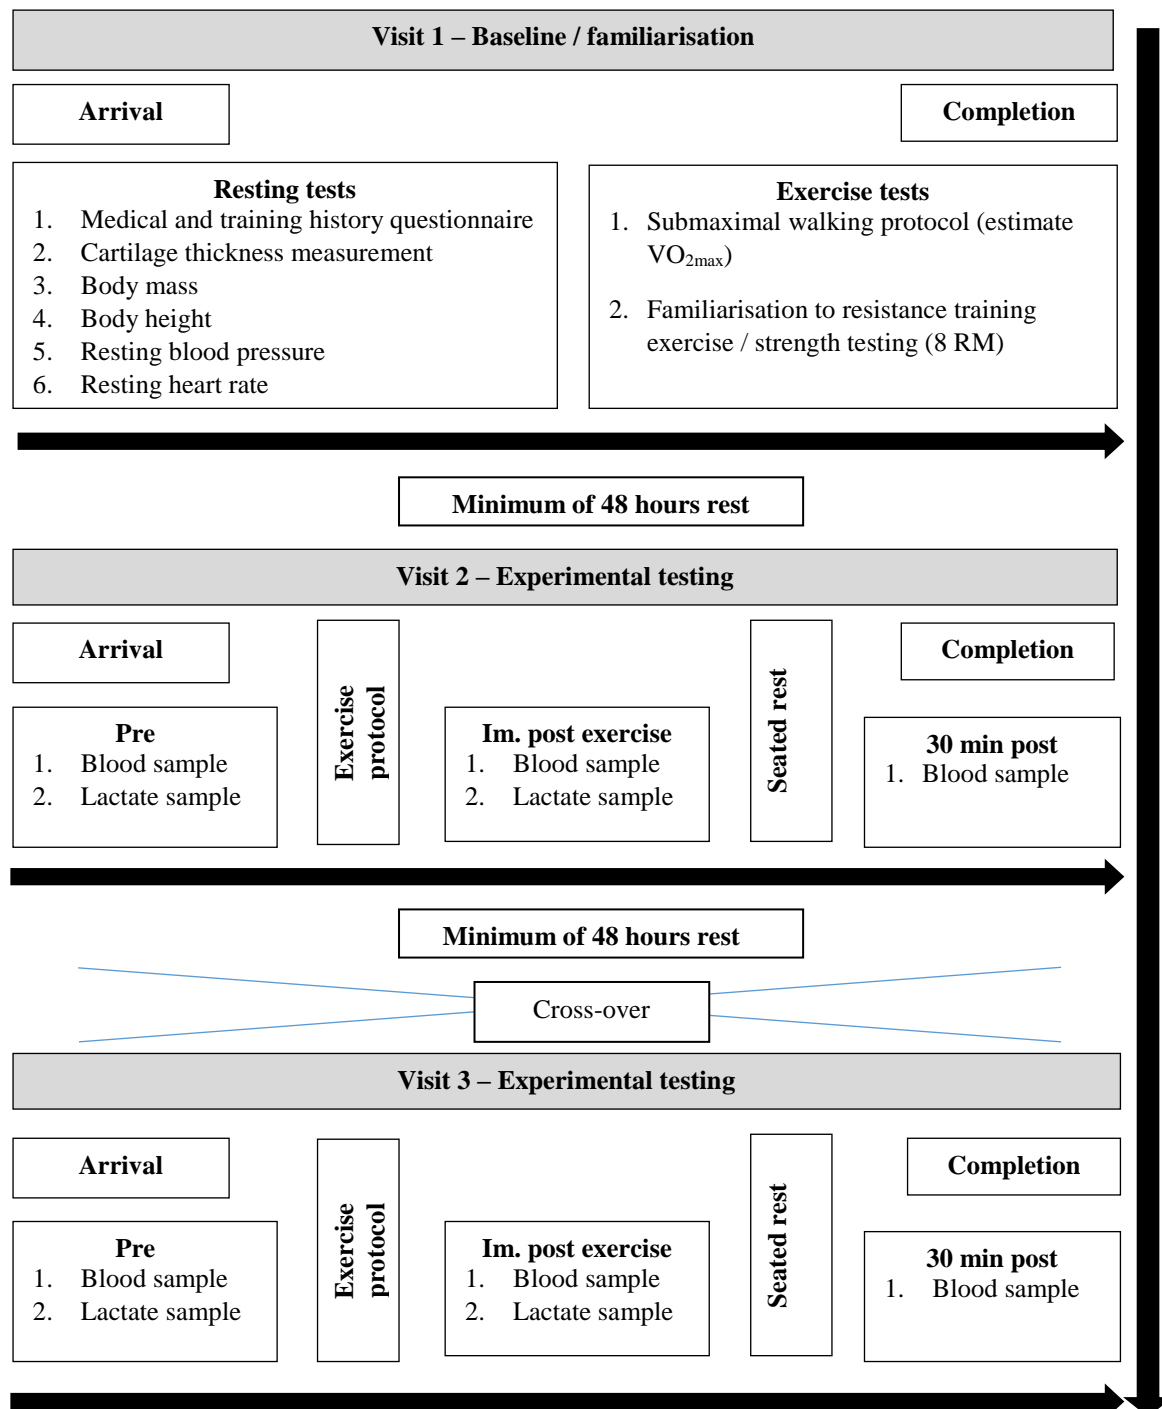 Visit 1 – Baseline / familiarisation
Arrival
Completion
Resting tests
1. Medical and training history questionnaire
2. Cartilage thickness measurement
3. Body mass
4. Body height
5. Resting blood pressure
6. Resting heart rate
Exercise tests
1. Submaximal walking protocol (estimate
VO2max)
2. Familiarisation to resistance training
exercise / strength testing (8 RM)
Minimum of 48 hours rest
Visit 2 – Experimental testing
Arrival
Completion
Pre
1. Blood sample
2. Lactate sample
Exercise
protocol
Im. post exercise
1. Blood sample
2. Lactate sample
Seated rest
30 min post
1. Blood sample
Minimum of 48 hours rest
Cross-over
Visit 3 – Experimental testing
Arrival
Completion
Pre
1. Blood sample
2. Lactate sample
Exercise
protocol
Im. post exercise
1. Blood sample
2. Lactate sample
Seated rest
30 min post
1. Blood sample